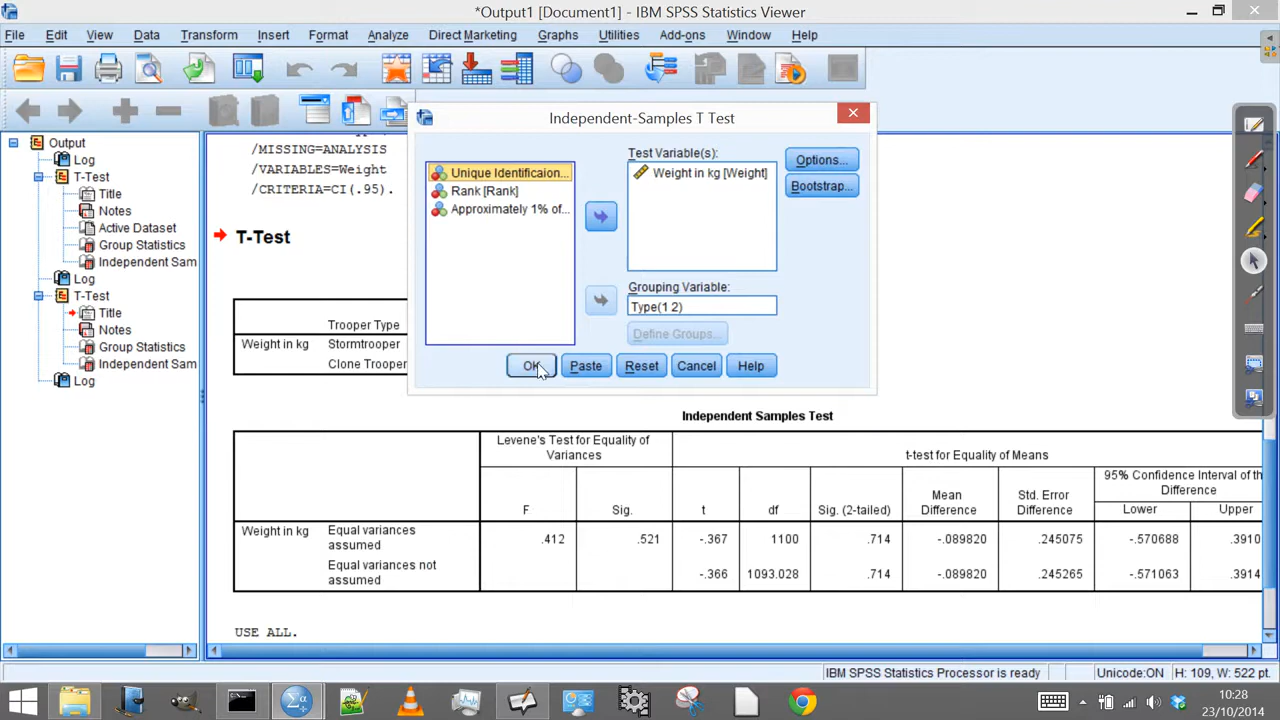 *Output1 [Document1] - IBM SPSS Statistics Viewer
File Edit View Data Transform Insert Format Analyze Direct Marketing Graphs Utilities Add-ons Window Help
Output
Log
T-Test
Title
Notes
Active Dataset
Group Statistics
Independent Sam
Log
T-Test
Title
Notes
Group Statistics
Independent Sam
Log
/MISSING=ANALYSIS
/VARIABLES=Weight
/CRITERIA=CI(.95).
T-Test
Trooper Type
Weight in kg Stormtrooper
Clone Trooper
Independent-Samples T Test
Unique Identificaion...
Rank [Rank]
Approximately 1% of...
Test Variable(s):
Weight in kg [Weight]
Options...
Bootstrap...
Grouping Variable:
Type(1 2)
Define Groups...
OK Paste Reset Cancel Help
Independent Samples Test
Levene's Test for Equality of
Variances
t-test for Equality of Means
95% Confidence Interval of th
Difference
F Sig. t df Sig. (2-tailed) Mean Difference Std. Error Difference Lower Upper
Weight in kg Equal variances assumed .412 .521 -.367 1100 .714 -.089820 .245075 -.570688 .3910
Equal variances not assumed -.366 1093.028 .714 -.089820 .245265 -.571063 .3914
USE ALL.
IBM SPSS Statistics Processor is ready Unicode:ON H: 109, W: 522 pt.
10:28
23/10/2014